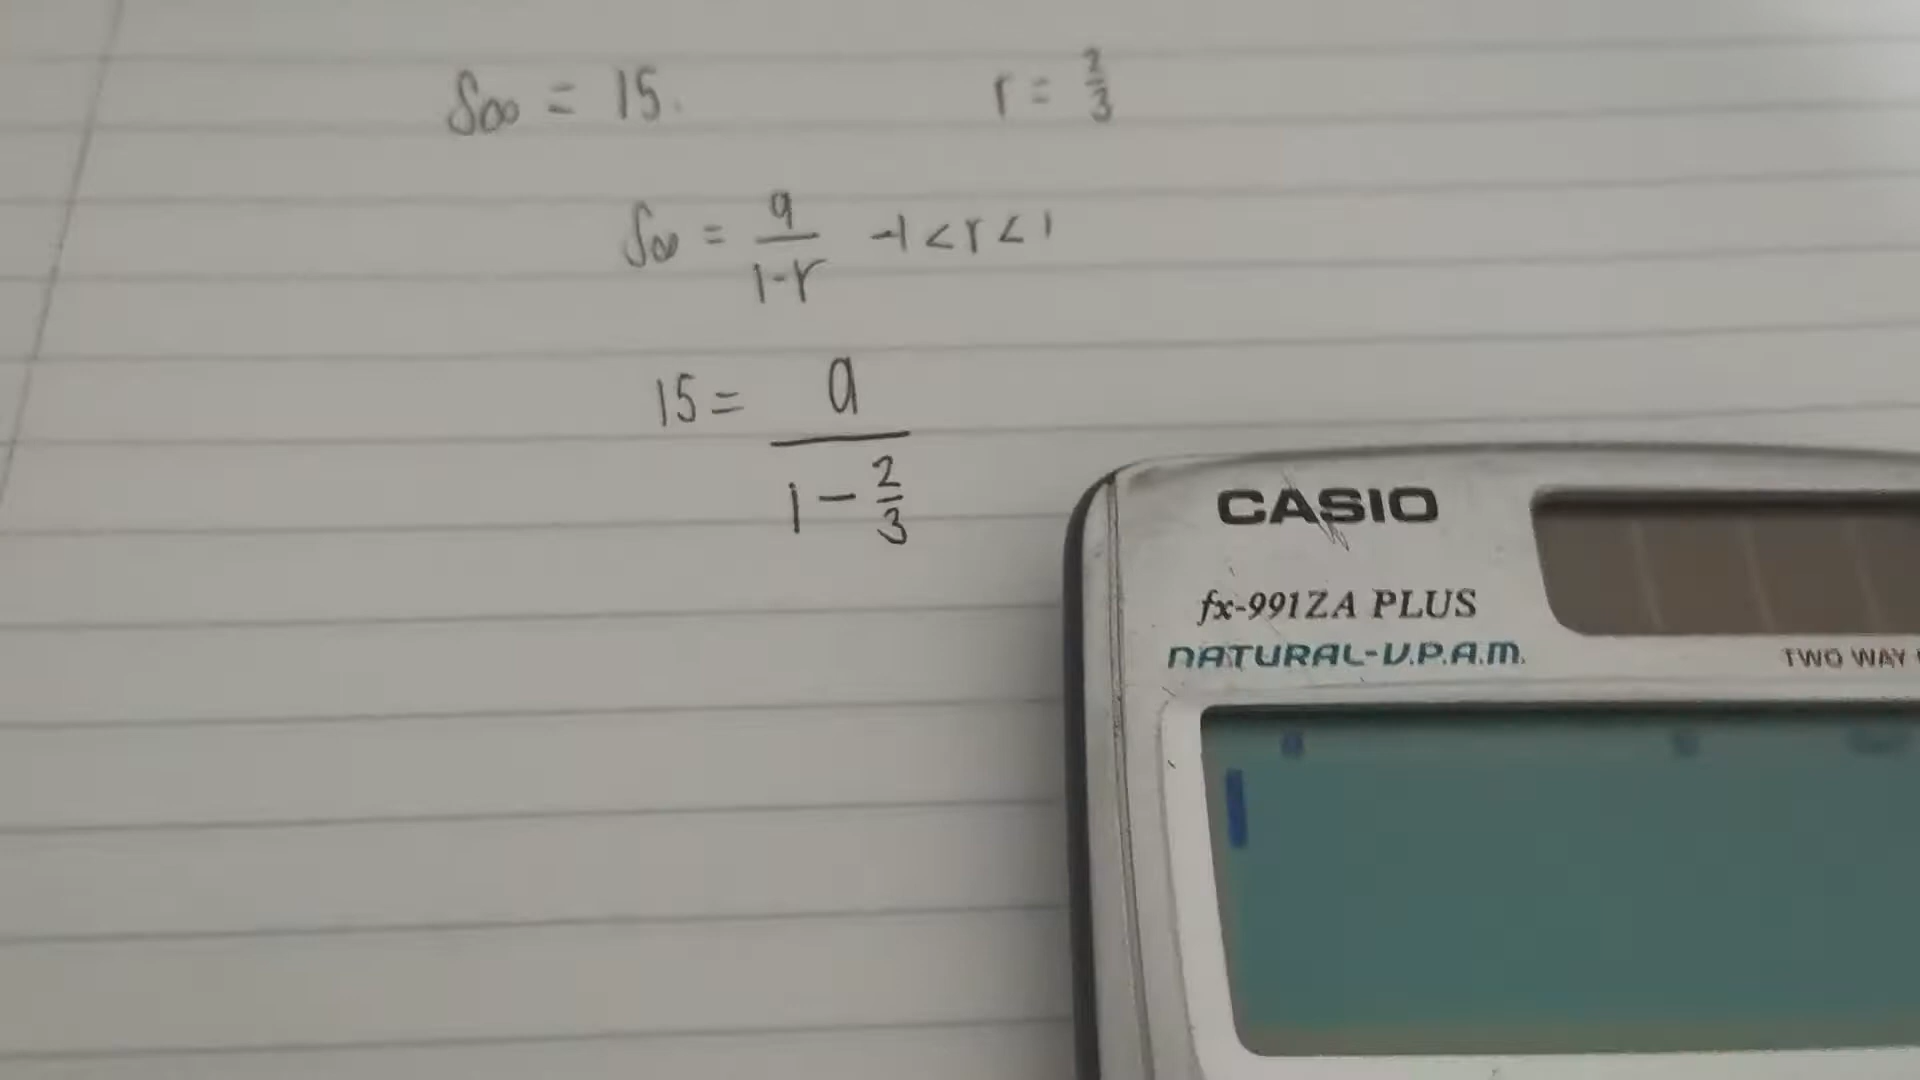 S∞ = 15. r = 2/3
S∞ = a/(1-r) -1 < r < 1
15 = a/(1 - 2/3)
CASIO
fx-991ZA PLUS
NATURAL-V.P.A.M.
TWO WAY